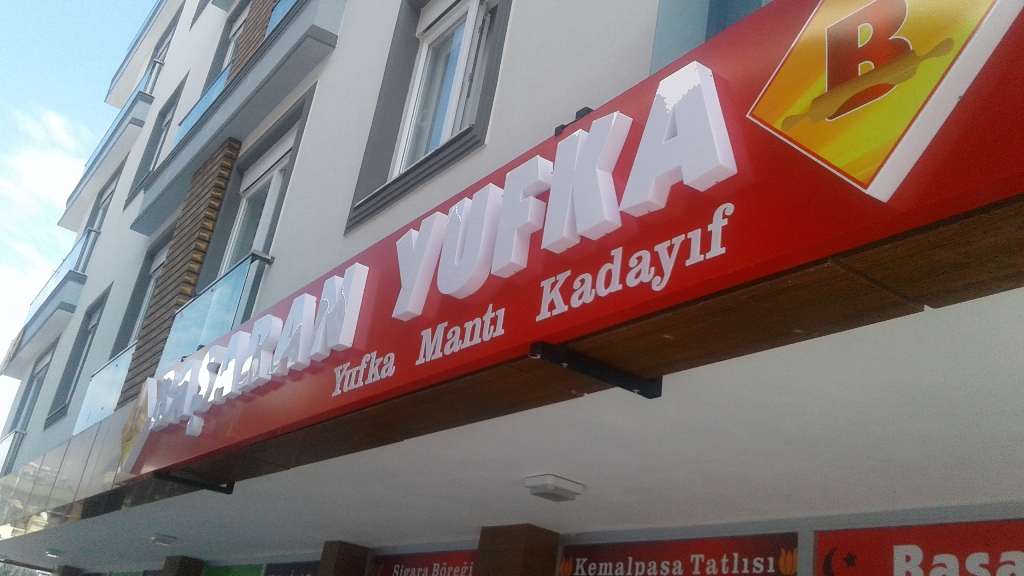 BAŞARAN YUFKA
B
Yufka Mantı Kadayıf
Sigara Böreği
Kemalpaşa Tatlısı
Başa